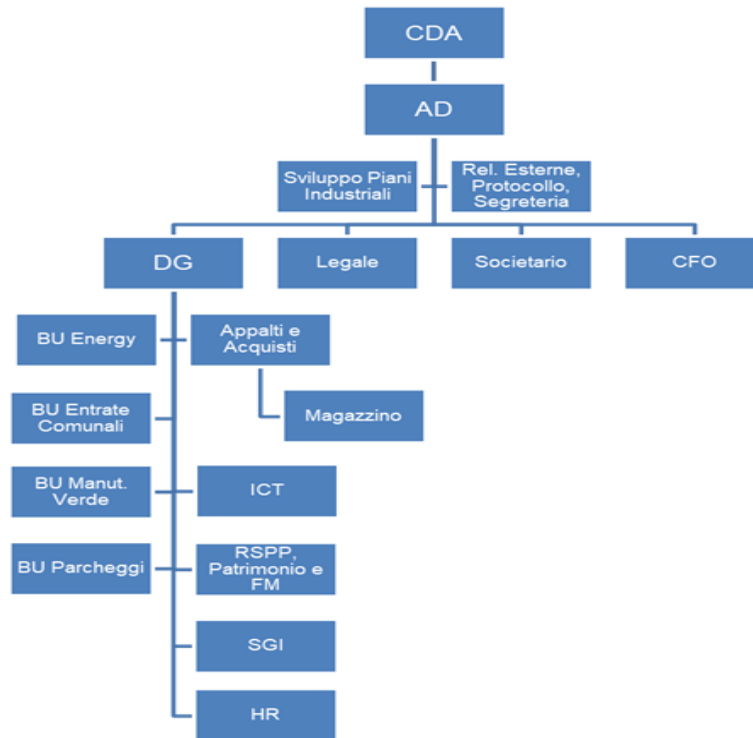 CDA
AD
Sviluppo Piani
Industriali
Rel. Esterne,
Protocollo,
Segreteria
DG
Legale
Societario
CFO
BU Energy
Appalti e
Acquisti
Magazzino
BU Entrate
Comunali
BU Manut.
Verde
ICT
BU Parcheggi
RSPP,
Patrimonio e
FM
SGI
HR